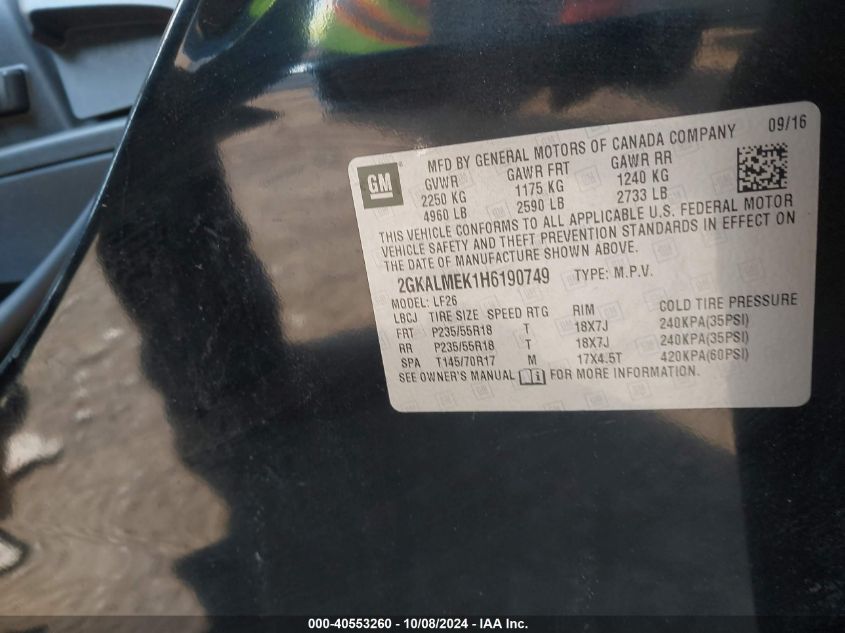 09/16
GM
MFD BY GENERAL MOTORS OF CANADA COMPANY
GVWR GAWR FRT GAWR RR
2250 KG 1175 KG 1240 KG
4960 LB 2590 LB 2733 LB
THIS VEHICLE CONFORMS TO ALL APPLICABLE U.S. FEDERAL MOTOR
VEHICLE SAFETY AND THEFT PREVENTION STANDARDS IN EFFECT ON
THE DATE OF MANUFACTURE SHOWN ABOVE.
2GKALMEK1H6190749 TYPE: M.P.V.
MODEL: LF26
LBCJ TIRE SIZE SPEED RTG RIM COLD TIRE PRESSURE
FRT P235/55R18 T 18X7J 240KPA(35PSI)
RR P235/55R18 T 18X7J 240KPA(35PSI)
SPA T145/70R17 M 17X4.5T 420KPA(60PSI)
SEE OWNER'S MANUAL FOR MORE INFORMATION.
000-40553260 - 10/08/2024 - IAA Inc.